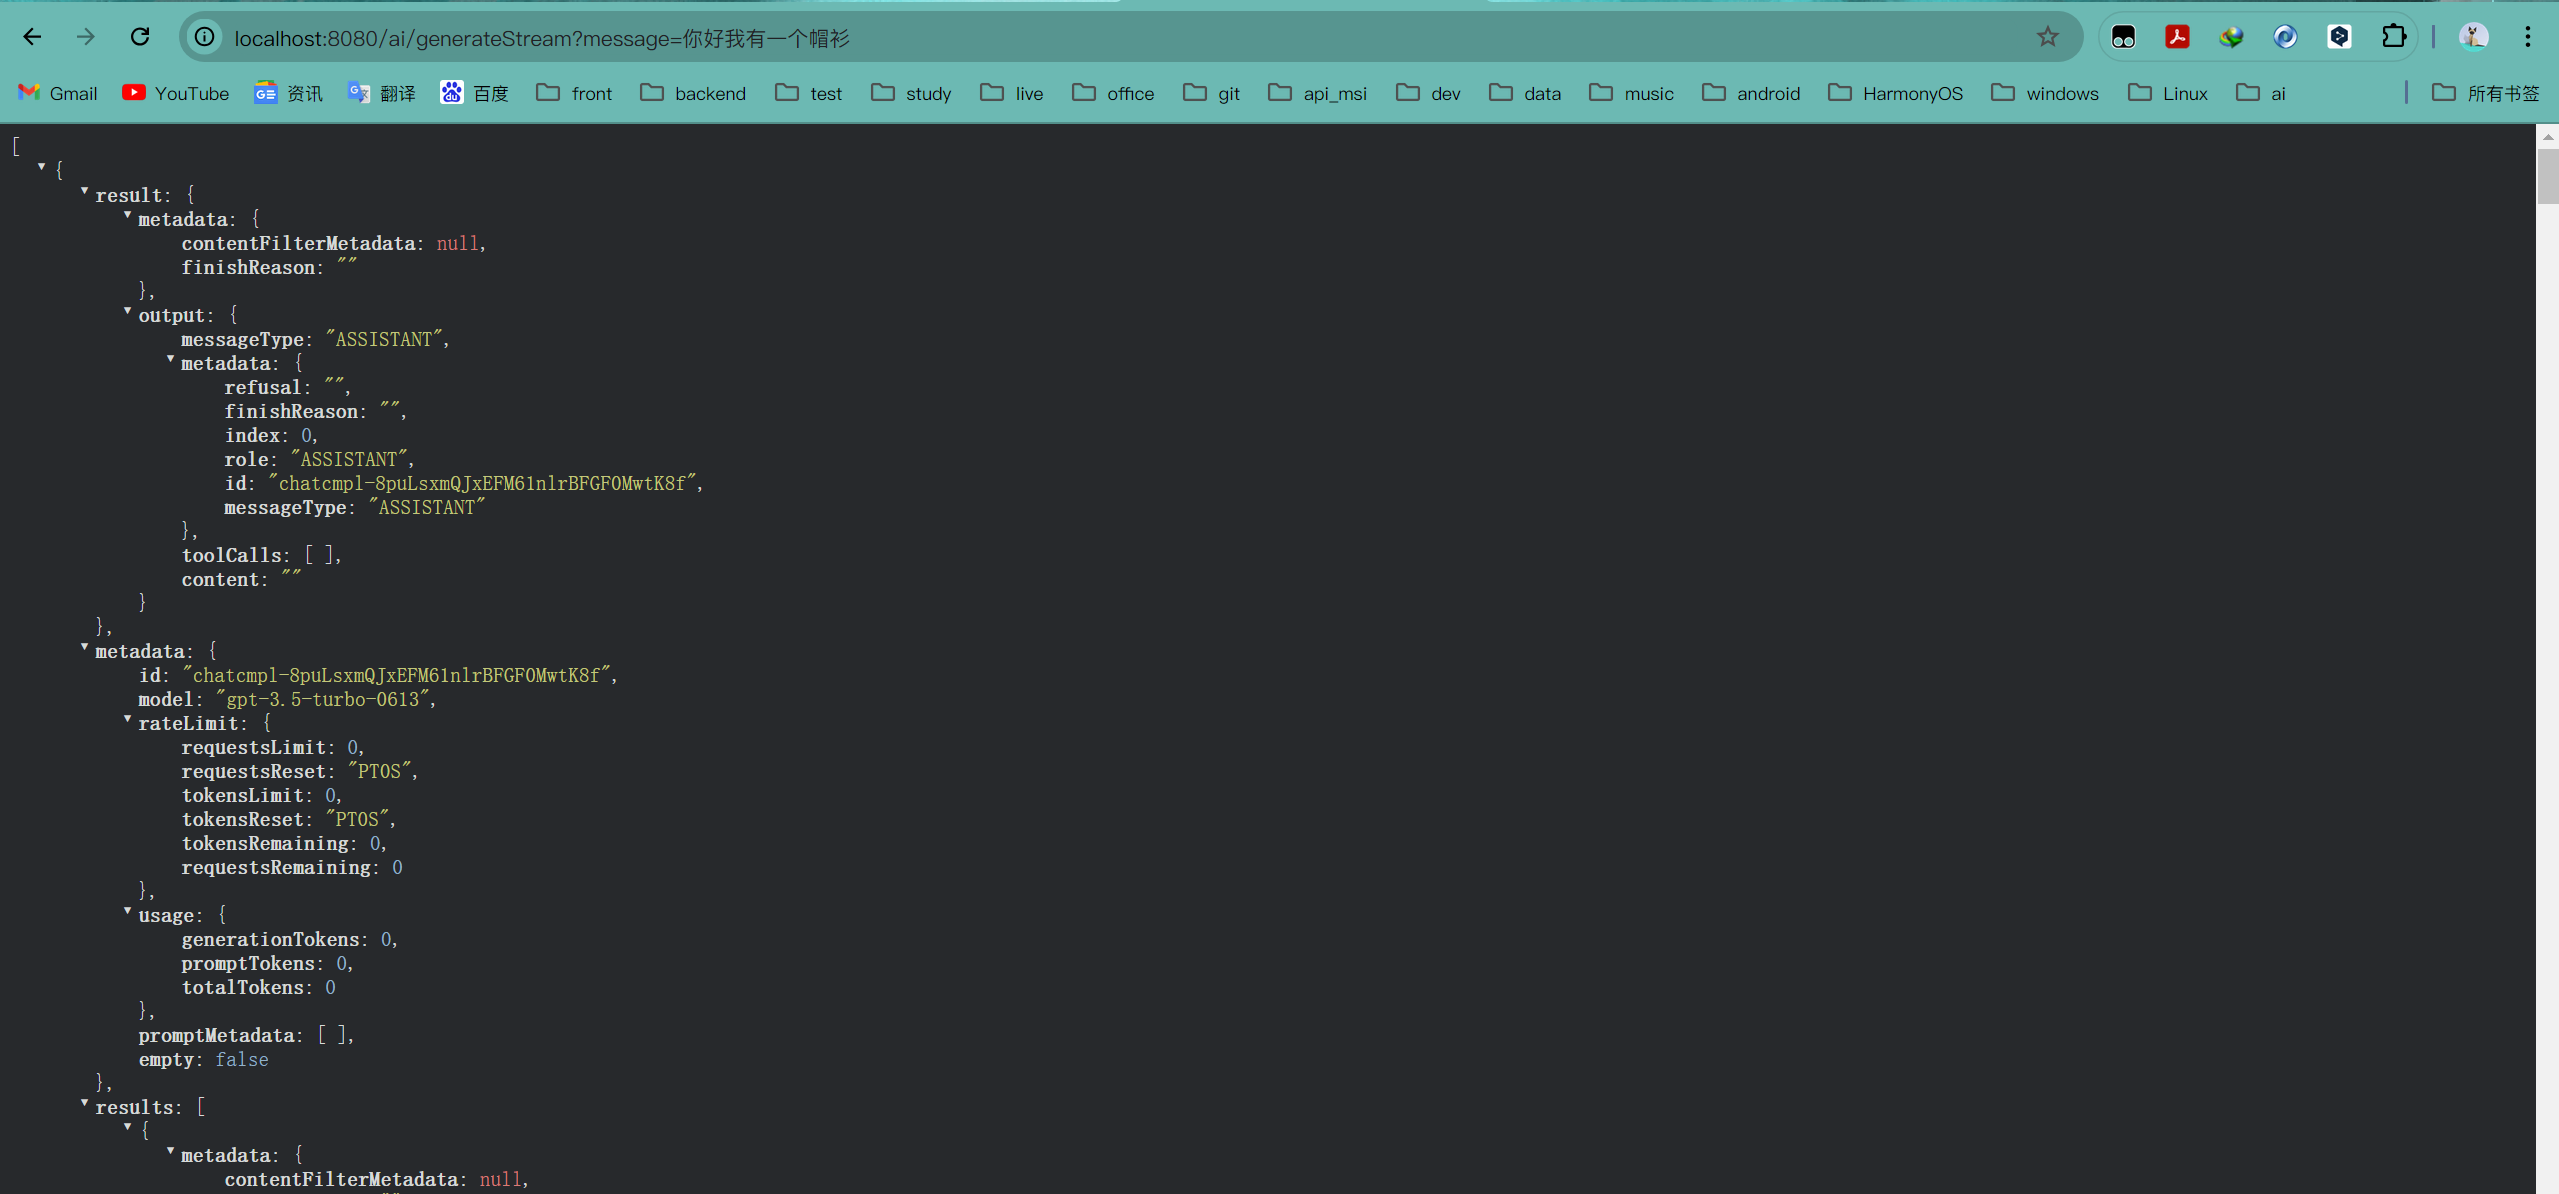 localhost:8080/ai/generateStream?message=你好我有一个帽衫
Gmail YouTube 资讯 翻译 百度 front backend test study live office git api_msi dev data music android HarmonyOS windows Linux ai 所有书签
[
{
result: {
metadata: {
contentFilterMetadata: null,
finishReason: ""
},
output: {
messageType: "ASSISTANT",
metadata: {
refusal: "",
finishReason: "",
index: 0,
role: "ASSISTANT",
id: "chatcmpl-8puLsxmQJxEFM61nlrBFGFOMwtK8f",
messageType: "ASSISTANT"
},
toolCalls: [ ],
content: ""
}
},
metadata: {
id: "chatcmpl-8puLsxmQJxEFM61nlrBFGFOMwtK8f",
model: "gpt-3.5-turbo-0613",
rateLimit: {
requestsLimit: 0,
requestsReset: "PT0S",
tokensLimit: 0,
tokensReset: "PT0S",
tokensRemaining: 0,
requestsRemaining: 0
},
usage: {
generationTokens: 0,
promptTokens: 0,
totalTokens: 0
},
promptMetadata: [ ],
empty: false
},
results: [
{
metadata: {
contentFilterMetadata: null,